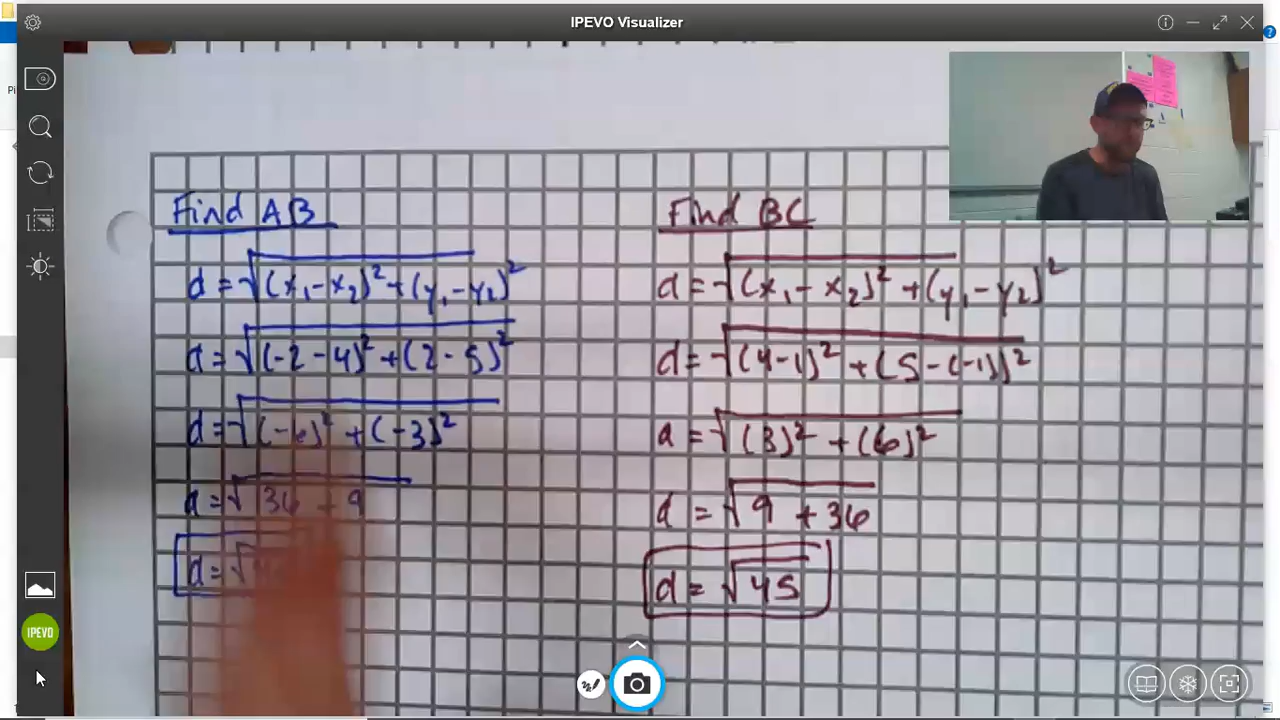 IPEVO Visualizer
Pi
Find AB
d=√(x₁-x₂)²+(y₁-y₂)²
d=√(-2-4)²+(2-5)²
d=√(-6)²+(-3)²
d=√36+9
d=√
Find BC
d=√(x₁-x₂)²+(y₁-y₂)²
d=√(4-1)²+(5-(-1))²
d=√(3)²+(6)²
d=√9+36
d=√45
IPEVO